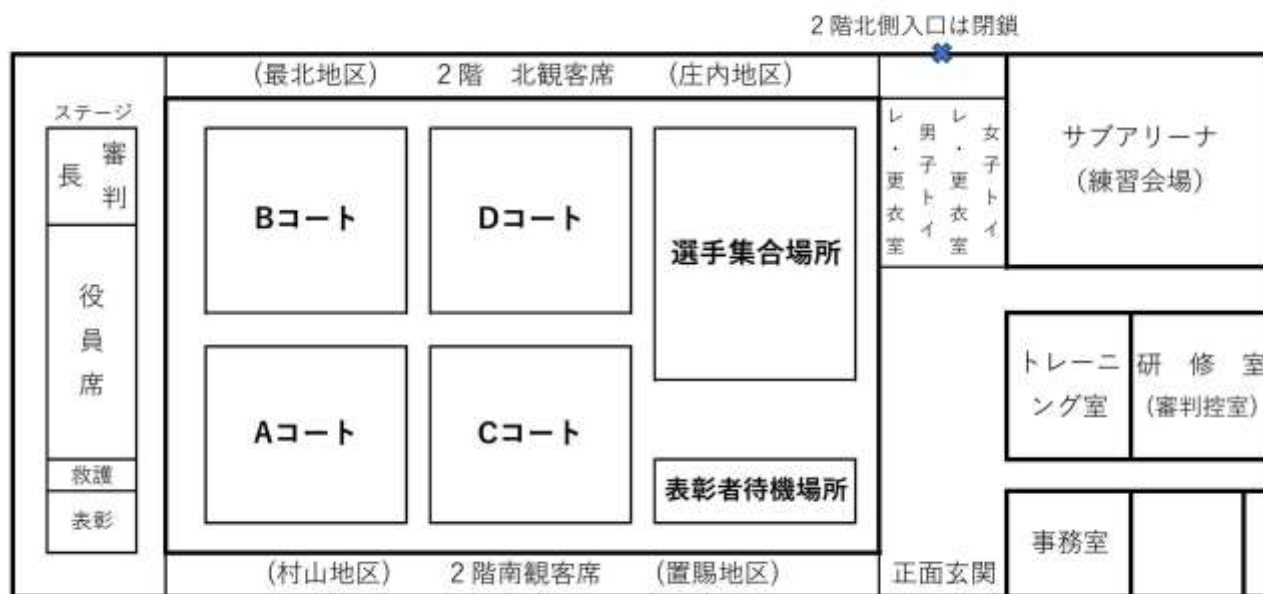 2階北側入口は閉鎖
(最北地区) 2階 北観客席 (庄内地区)
ステージ
審判長
役員席
救護
表彰
Bコート
Dコート
選手集合場所
Aコート
Cコート
表彰者待機場所
女子トイ
レ・更衣室
男子トイ
レ・更衣室
サブアリーナ
(練習会場)
トレーニ
ング室
研 修 室
(審判控室)
事務室
(村山地区) 2階南観客席 (置賜地区)
正面玄関